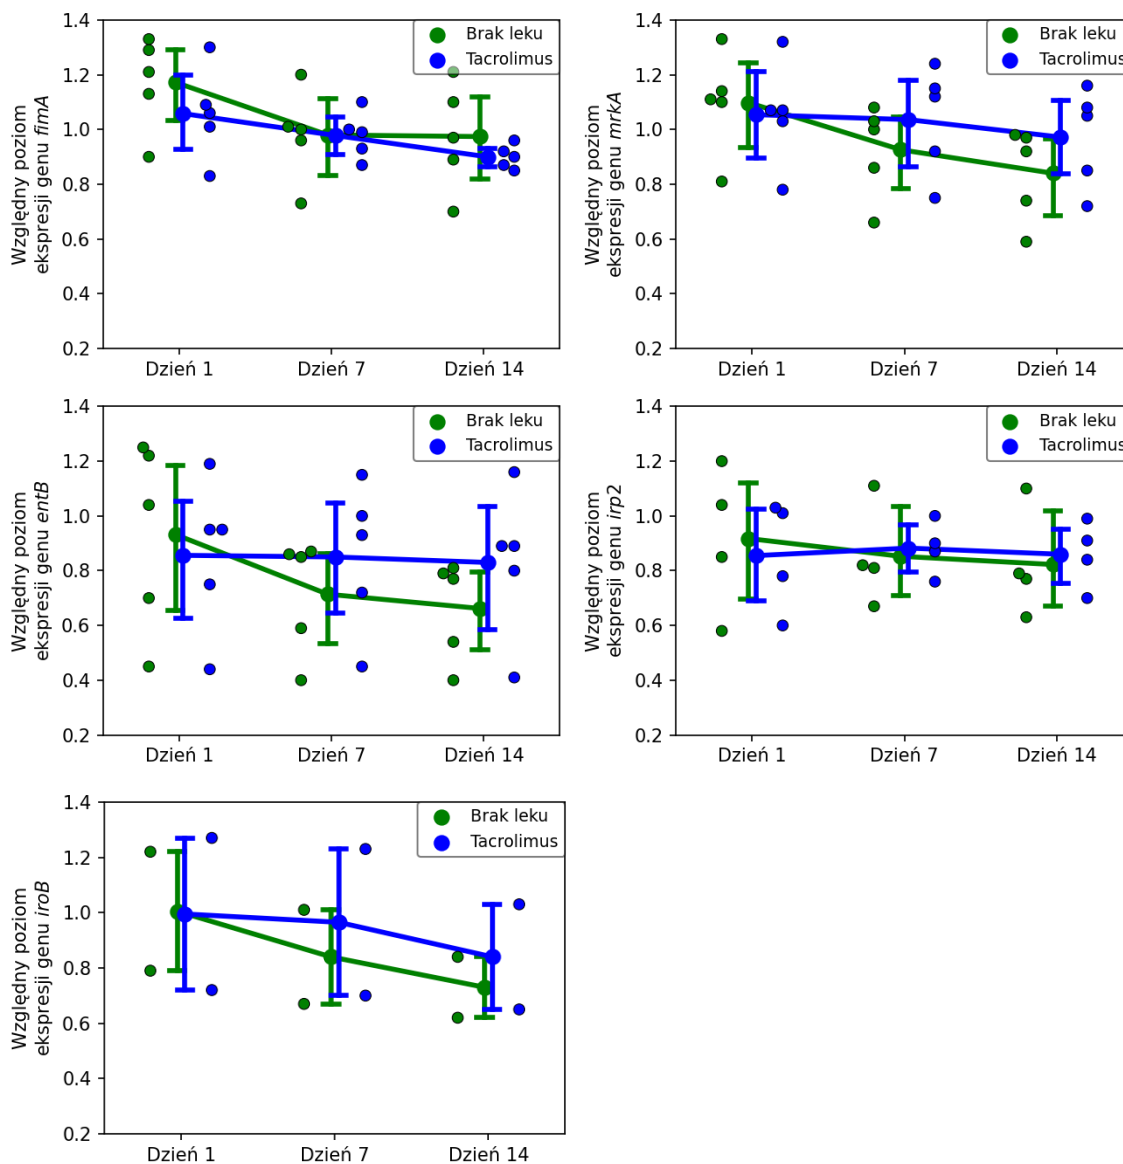 Względny poziom
ekspresji genu fimA
1.4
1.2
1.0
0.8
0.6
0.4
0.2
Dzień 1
Dzień 7
Dzień 14
Brak leku
Tacrolimus
Względny poziom
ekspresji genu mrkA
1.4
1.2
1.0
0.8
0.6
0.4
0.2
Dzień 1
Dzień 7
Dzień 14
Brak leku
Tacrolimus
Względny poziom
ekspresji genu entB
1.4
1.2
1.0
0.8
0.6
0.4
0.2
Dzień 1
Dzień 7
Dzień 14
Brak leku
Tacrolimus
Względny poziom
ekspresji genu irp2
1.4
1.2
1.0
0.8
0.6
0.4
0.2
Dzień 1
Dzień 7
Dzień 14
Brak leku
Tacrolimus
Względny poziom
ekspresji genu iroB
1.4
1.2
1.0
0.8
0.6
0.4
0.2
Dzień 1
Dzień 7
Dzień 14
Brak leku
Tacrolimus